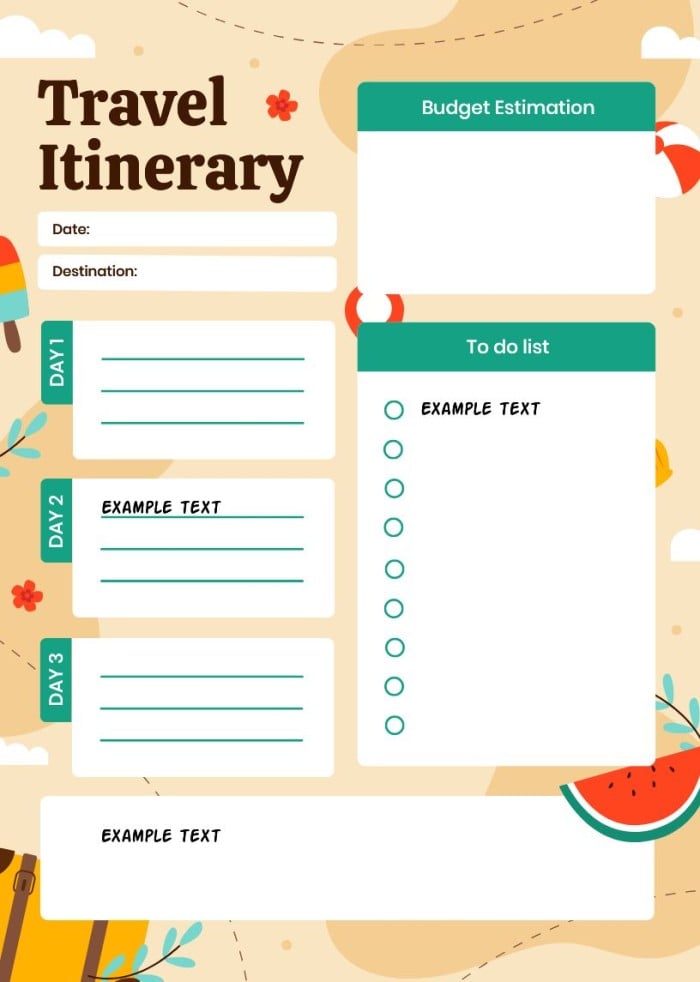 Travel
Itinerary
Date:
Destination:
Budget Estimation
DAY 1
DAY 2
EXAMPLE TEXT
DAY 3
To do list
EXAMPLE TEXT
EXAMPLE TEXT